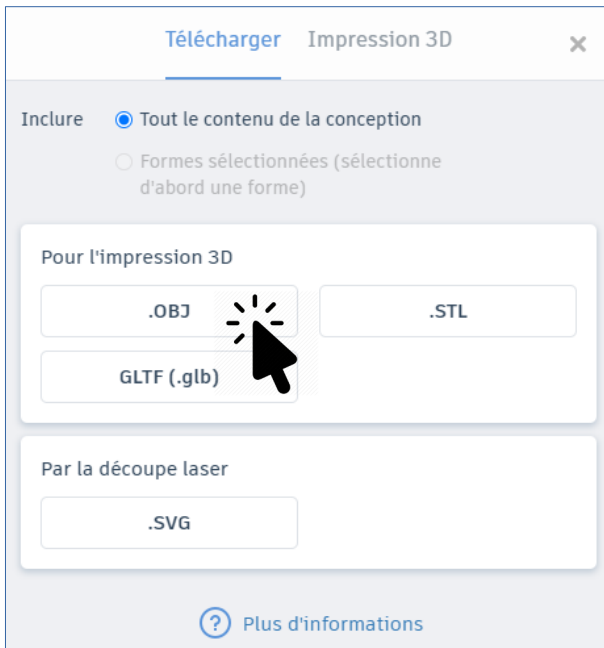 Télécharger Impression 3D ×
Inclure Tout le contenu de la conception
Formes sélectionnées (sélectionne
d'abord une forme)
Pour l'impression 3D
.OBJ .STL
GLTF (.glb)
Par la découpe laser
.SVG
? Plus d'informations